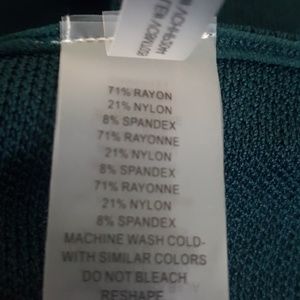 71% RAYON
21% NYLON
8% SPANDEX
71% RAYONNE
21% NYLON
8% SPANDEX
71% RAYONNE
21% NYLON
8% SPANDEX
MACHINE WASH COLD-
WITH SIMILAR COLORS
DO NOT BLEACH
RESHAPE